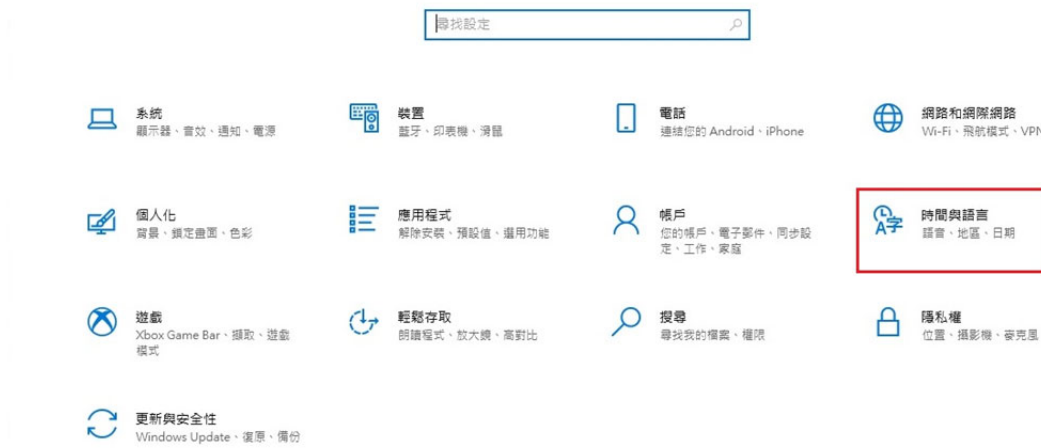 尋找設定
系統
顯示器、音效、通知、電源
裝置
藍牙、印表機、滑鼠
電話
連結您的 Android、iPhone
網路和網際網路
Wi-Fi、飛航模式、VPN
個人化
背景、鎖定畫面、色彩
應用程式
解除安裝、預設值、選用功能
帳戶
您的帳戶、電子郵件、同步設
定、工作、家庭
時間與語言
語音、地區、日期
遊戲
Xbox Game Bar、擷取、遊戲
模式
輕鬆存取
朗讀程式、放大鏡、高對比
搜尋
尋找我的檔案、權限
隱私權
位置、攝影機、麥克風
更新與安全性
Windows Update、復原、備份